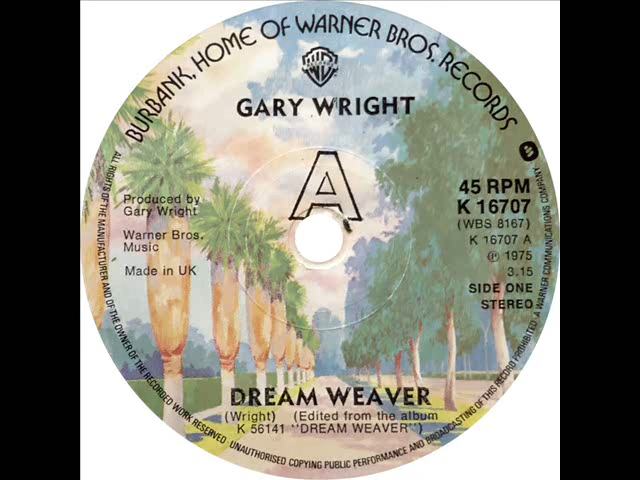 BURBANK, HOME OF WARNER BROS. RECORDS
GARY WRIGHT
A
Produced by
Gary Wright
Warner Bros.
Music
Made in UK
45 RPM
K 16707
(WBS 8167)
K 16707 A
Ⓟ 1975
3.15
SIDE ONE
STEREO
DREAM WEAVER
(Wright) (Edited from the album
K 56141 "DREAM WEAVER")
ALL RIGHTS OF THE MANUFACTURER AND OF THE OWNER OF THE RECORDED WORK RESERVED. UNAUTHORISED COPYING PUBLIC PERFORMANCE AND BROADCASTING OF THIS RECORD PROHIBITED · A WARNER COMMUNICATIONS COMPANY